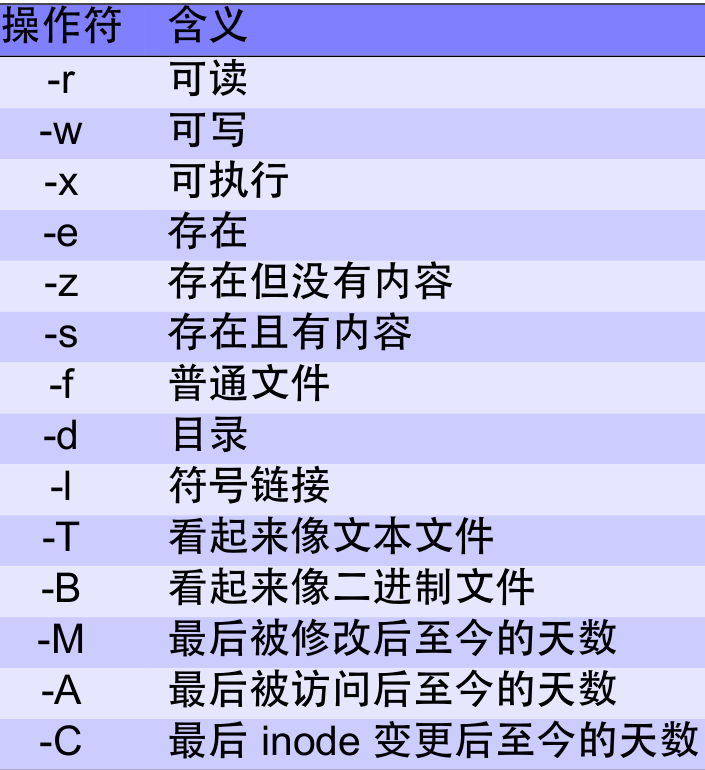 操作符 含义
-r 可读
-w 可写
-x 可执行
-e 存在
-z 存在但没有内容
-s 存在且有内容
-f 普通文件
-d 目录
-l 符号链接
-T 看起来像文本文件
-B 看起来像二进制文件
-M 最后被修改后至今的天数
-A 最后被访问后至今的天数
-C 最后 inode 变更后至今的天数